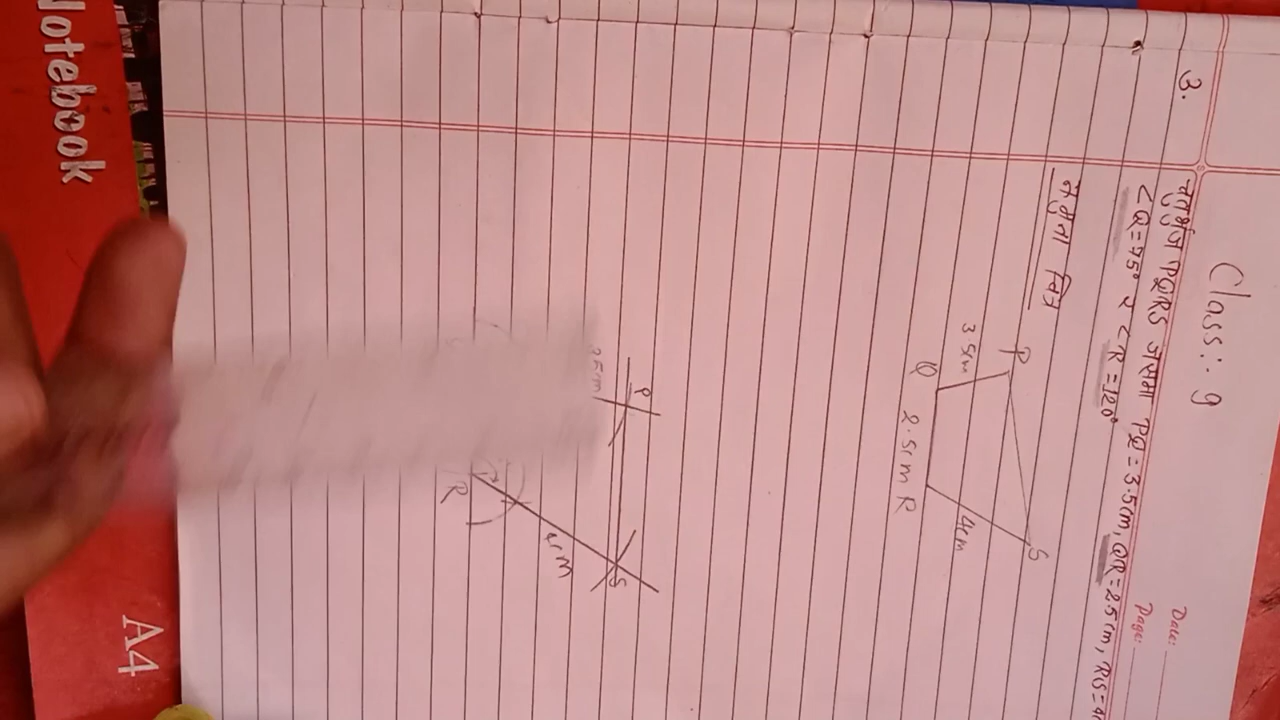 Class: 9
Date:
Page:
3. चतुर्भुज PQRS जसमा PQ = 3.5cm, QR = 2.5cm, RS = 4
<Q = 75° र <R = 120°
नमुना चित्र
P
S
3.5cm
4cm
Q
2.5cm
R
P
S
4cm
R
Notebook
A4